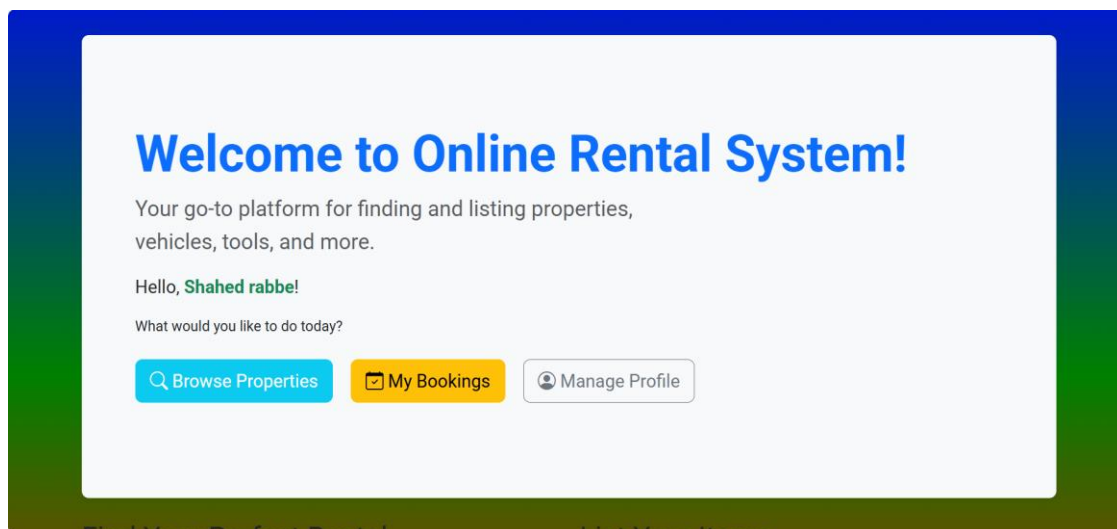 Welcome to Online Rental System!
Your go-to platform for finding and listing properties,
vehicles, tools, and more.
Hello, Shahed rabbe!
What would you like to do today?
Browse Properties My Bookings Manage Profile